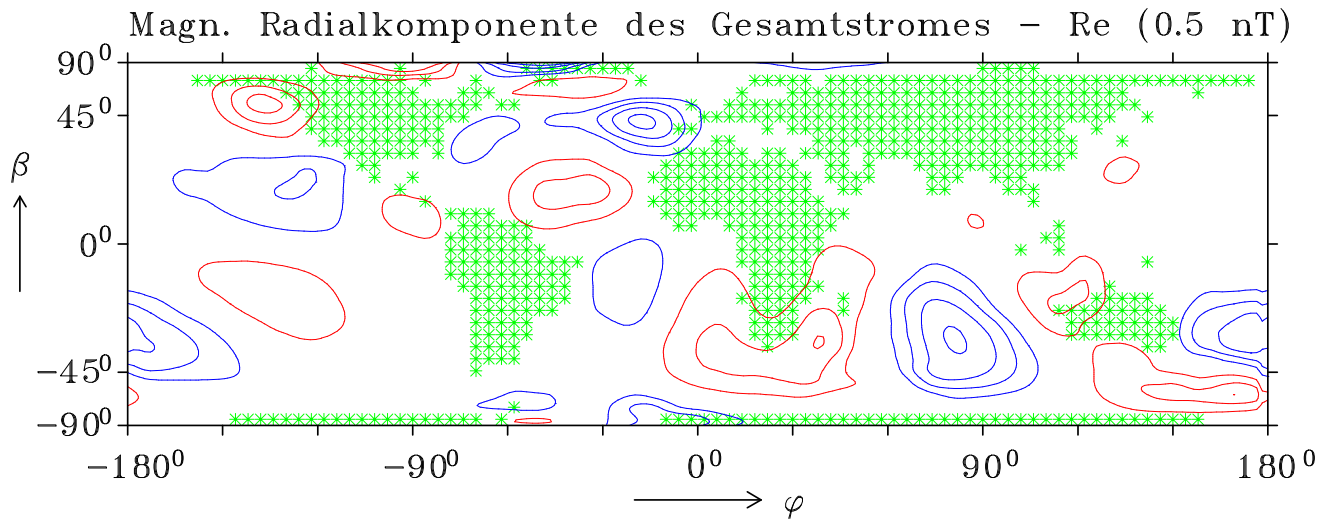 Magn. Radialkomponente des Gesamtstromes − Re (0.5 nT)
90⁰
45⁰
β
0⁰
−45⁰
−90⁰
−180⁰ −90⁰ 0⁰ 90⁰ 180⁰
φ